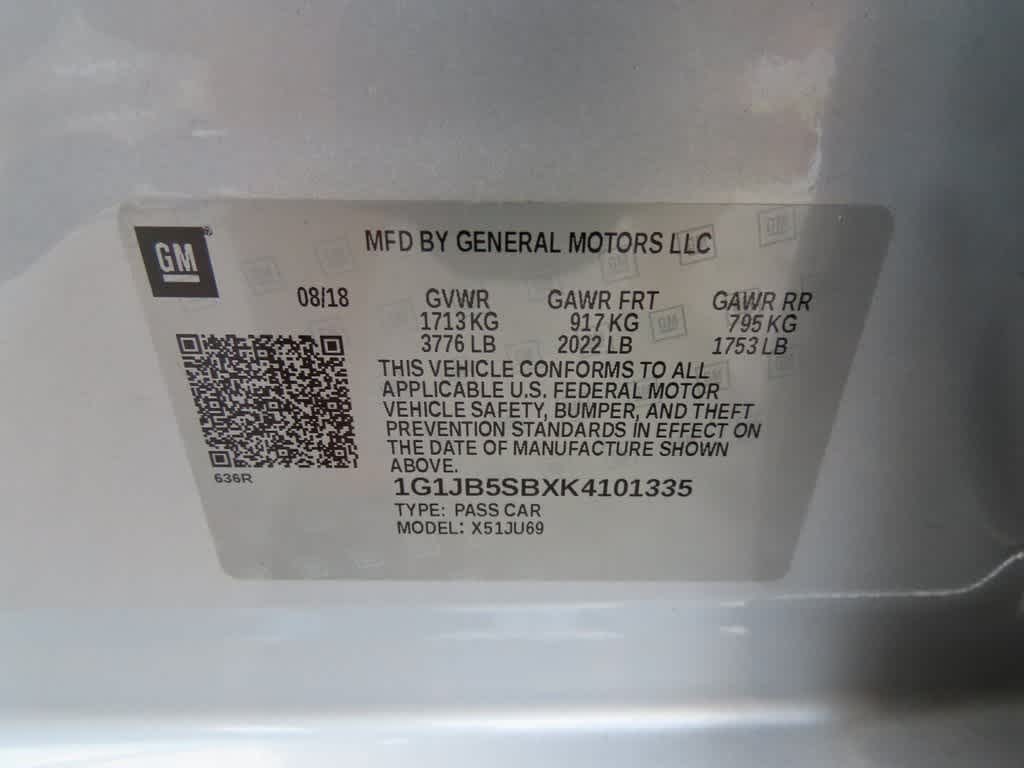 GM®
MFD BY GENERAL MOTORS LLC
08/18 GVWR GAWR FRT GAWR RR
1713 KG 917 KG 795 KG
3776 LB 2022 LB 1753 LB
THIS VEHICLE CONFORMS TO ALL
APPLICABLE U.S. FEDERAL MOTOR
VEHICLE SAFETY, BUMPER, AND THEFT
PREVENTION STANDARDS IN EFFECT ON
THE DATE OF MANUFACTURE SHOWN
ABOVE.
636R
1G1JB5SBXK4101335
TYPE: PASS CAR
MODEL: X51JU69